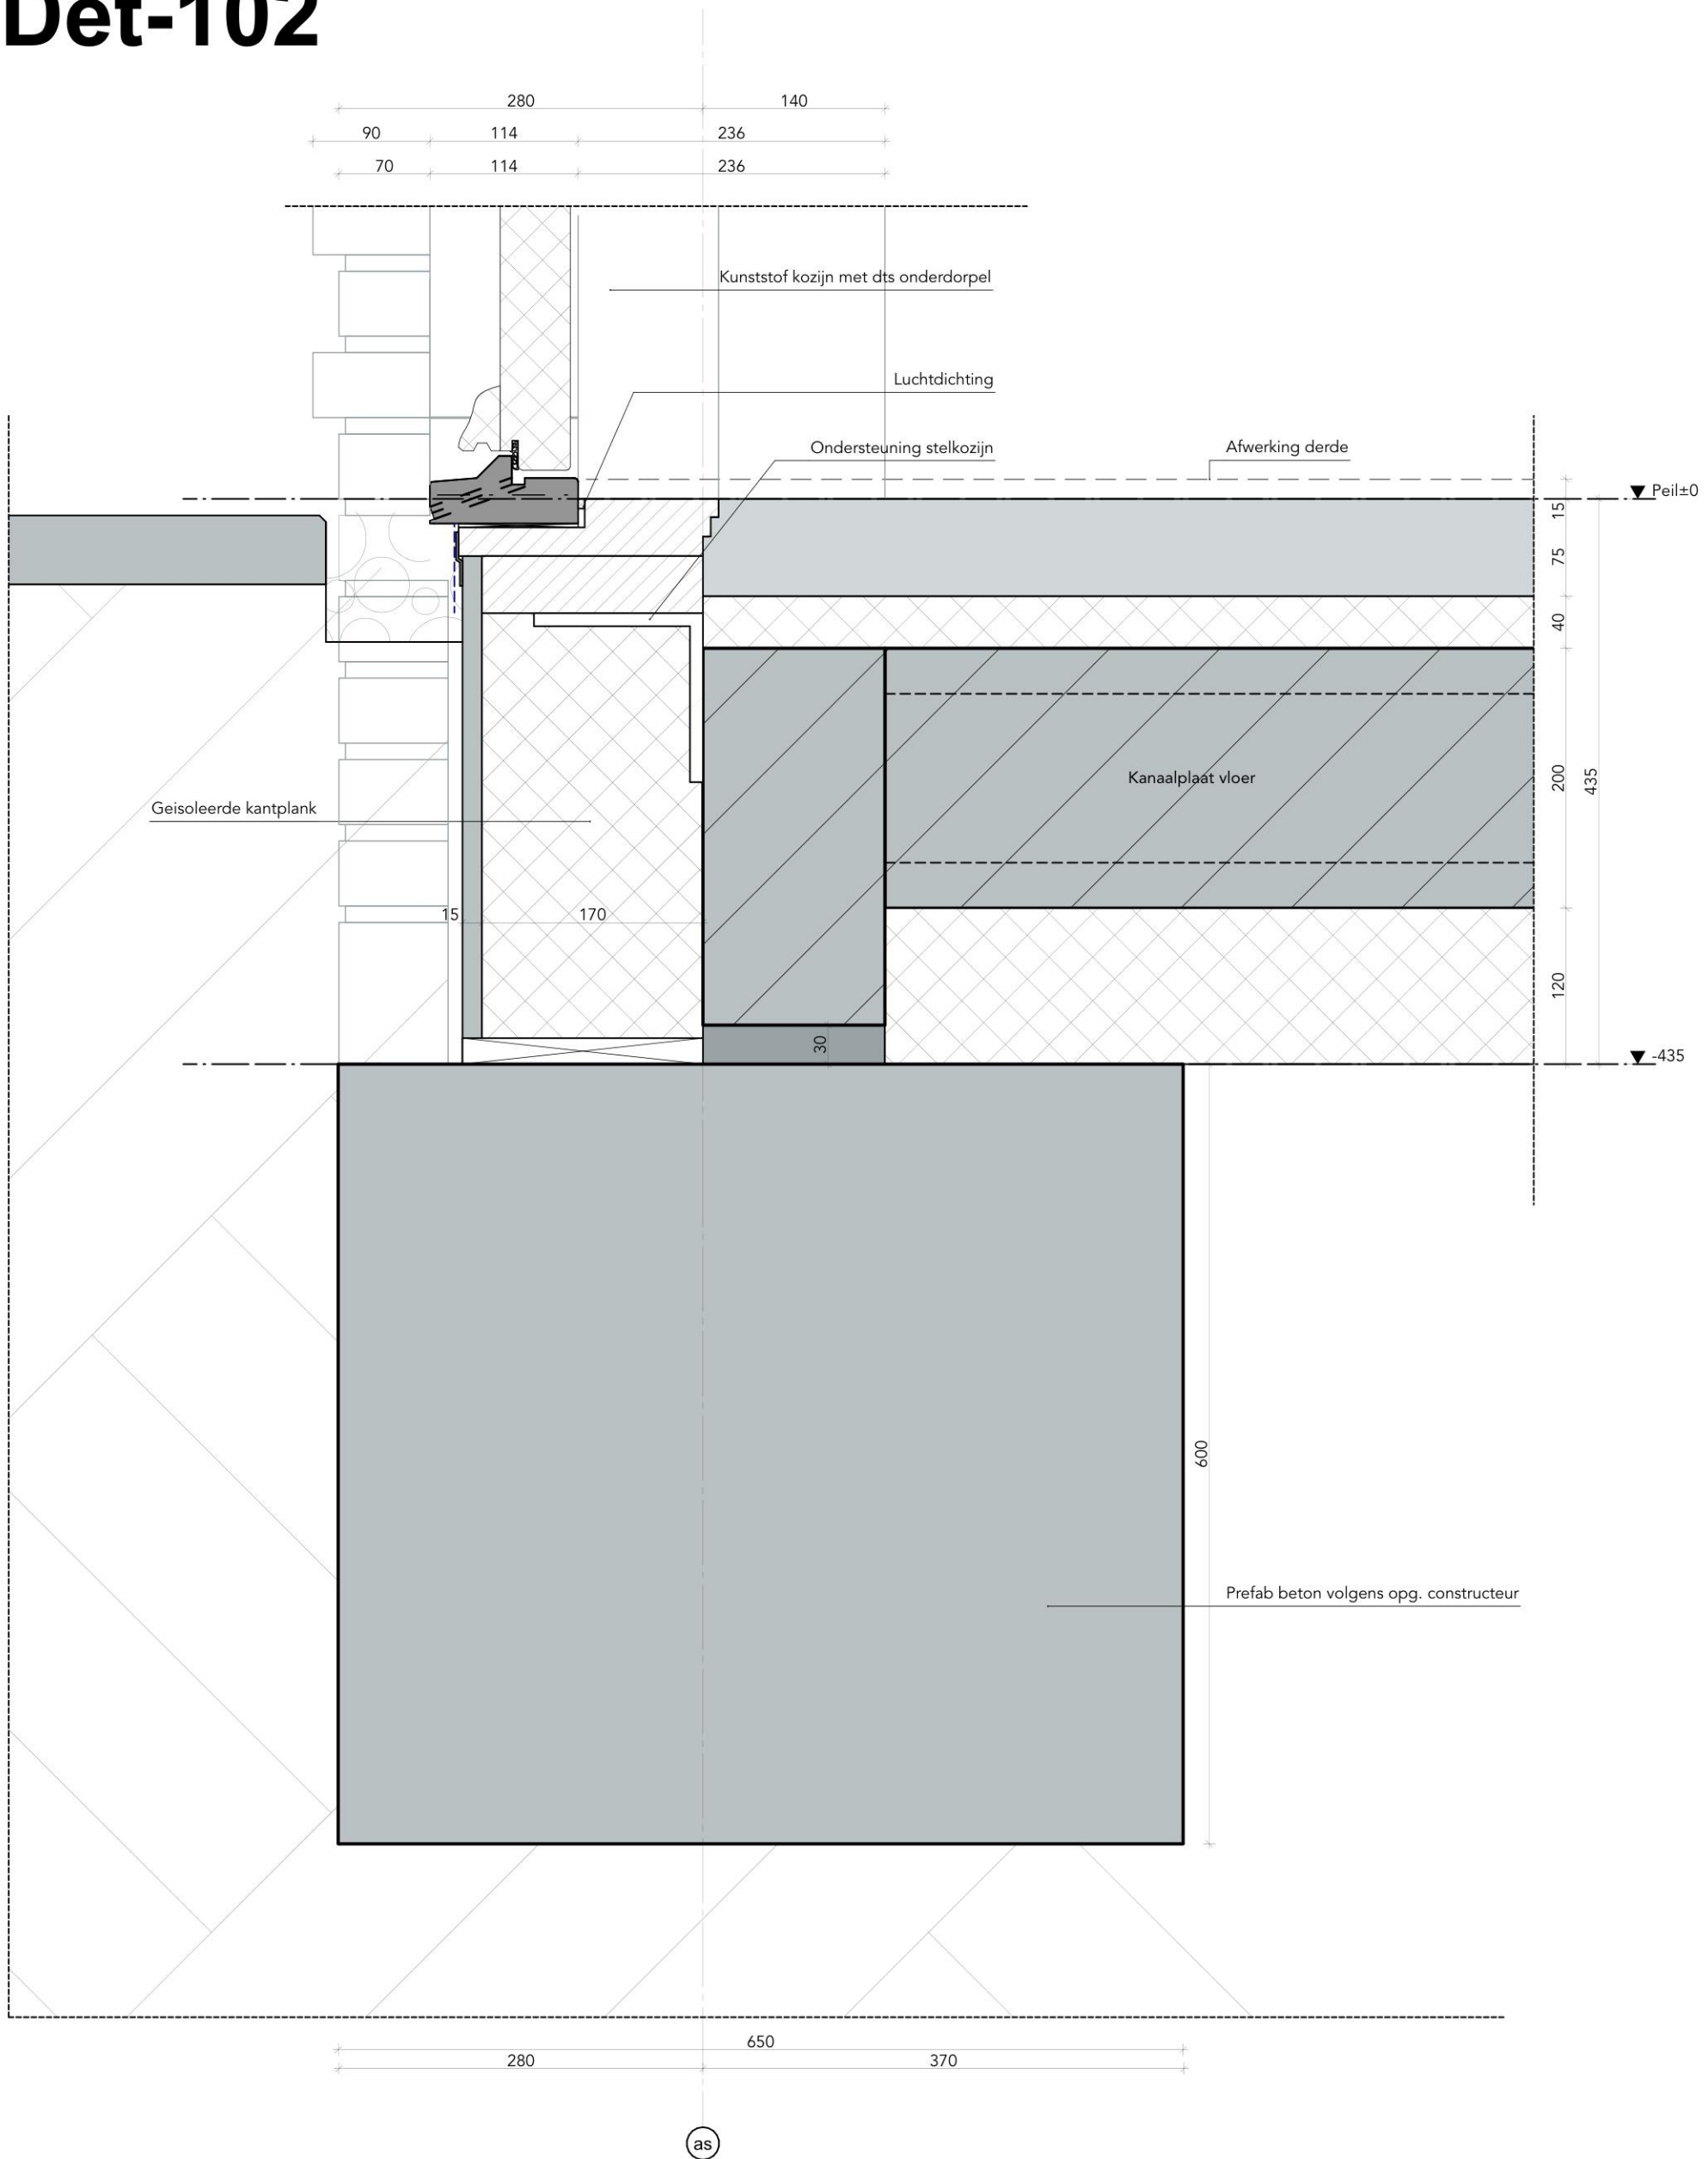 Det-102
280 140
90 114 236
70 114 236
Kunststof kozijn met dts onderdorpel
Luchtdichting
Ondersteuning stelkozijn
Afwerking derde
Peil±0
15
75
40
200
435
120
Kanaalplaat vloer
Geisoleerde kantplank
15 170
30
-435
600
Prefab beton volgens opg. constructeur
650
280 370
as